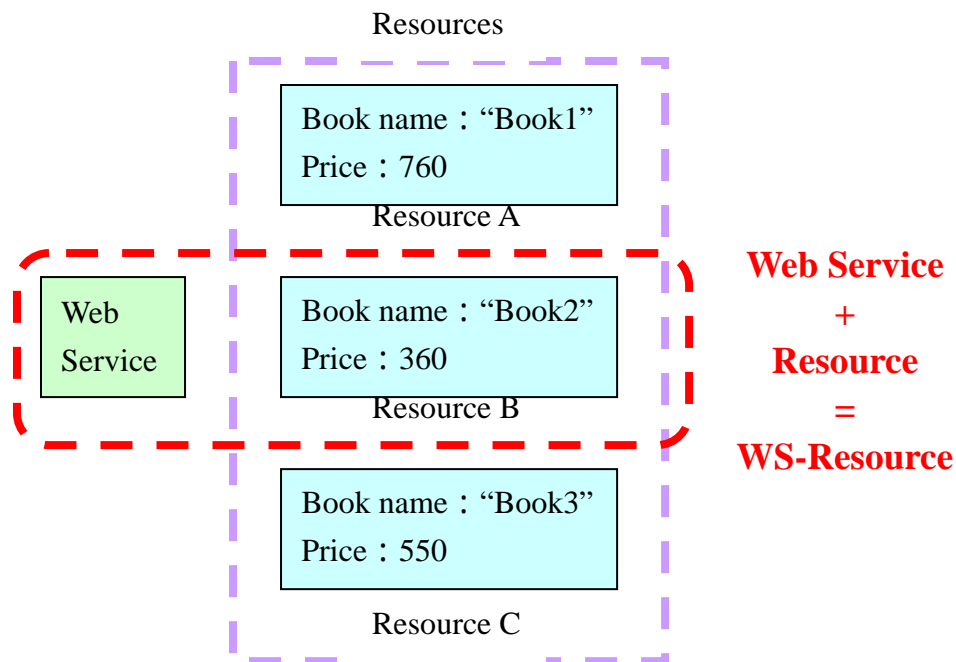 Resources
Book name：“Book1”
Price：760
Resource A
Web
Service
Book name：“Book2”
Price：360
Resource B
Book name：“Book3”
Price：550
Resource C
Web Service
+
Resource
=
WS-Resource